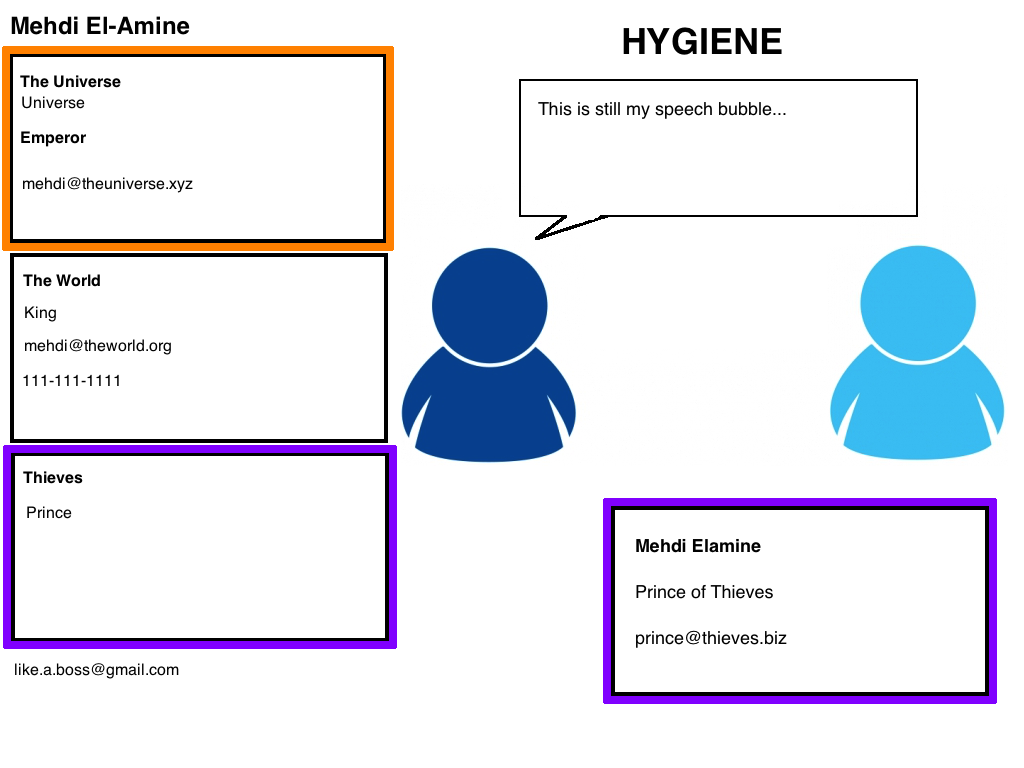 Mehdi El-Amine
The Universe
Universe
Emperor
mehdi@theuniverse.xyz
The World
King
mehdi@theworld.org
111-111-1111
Thieves
Prince
like.a.boss@gmail.com
HYGIENE
This is still my speech bubble...
Mehdi Elamine
Prince of Thieves
prince@thieves.biz